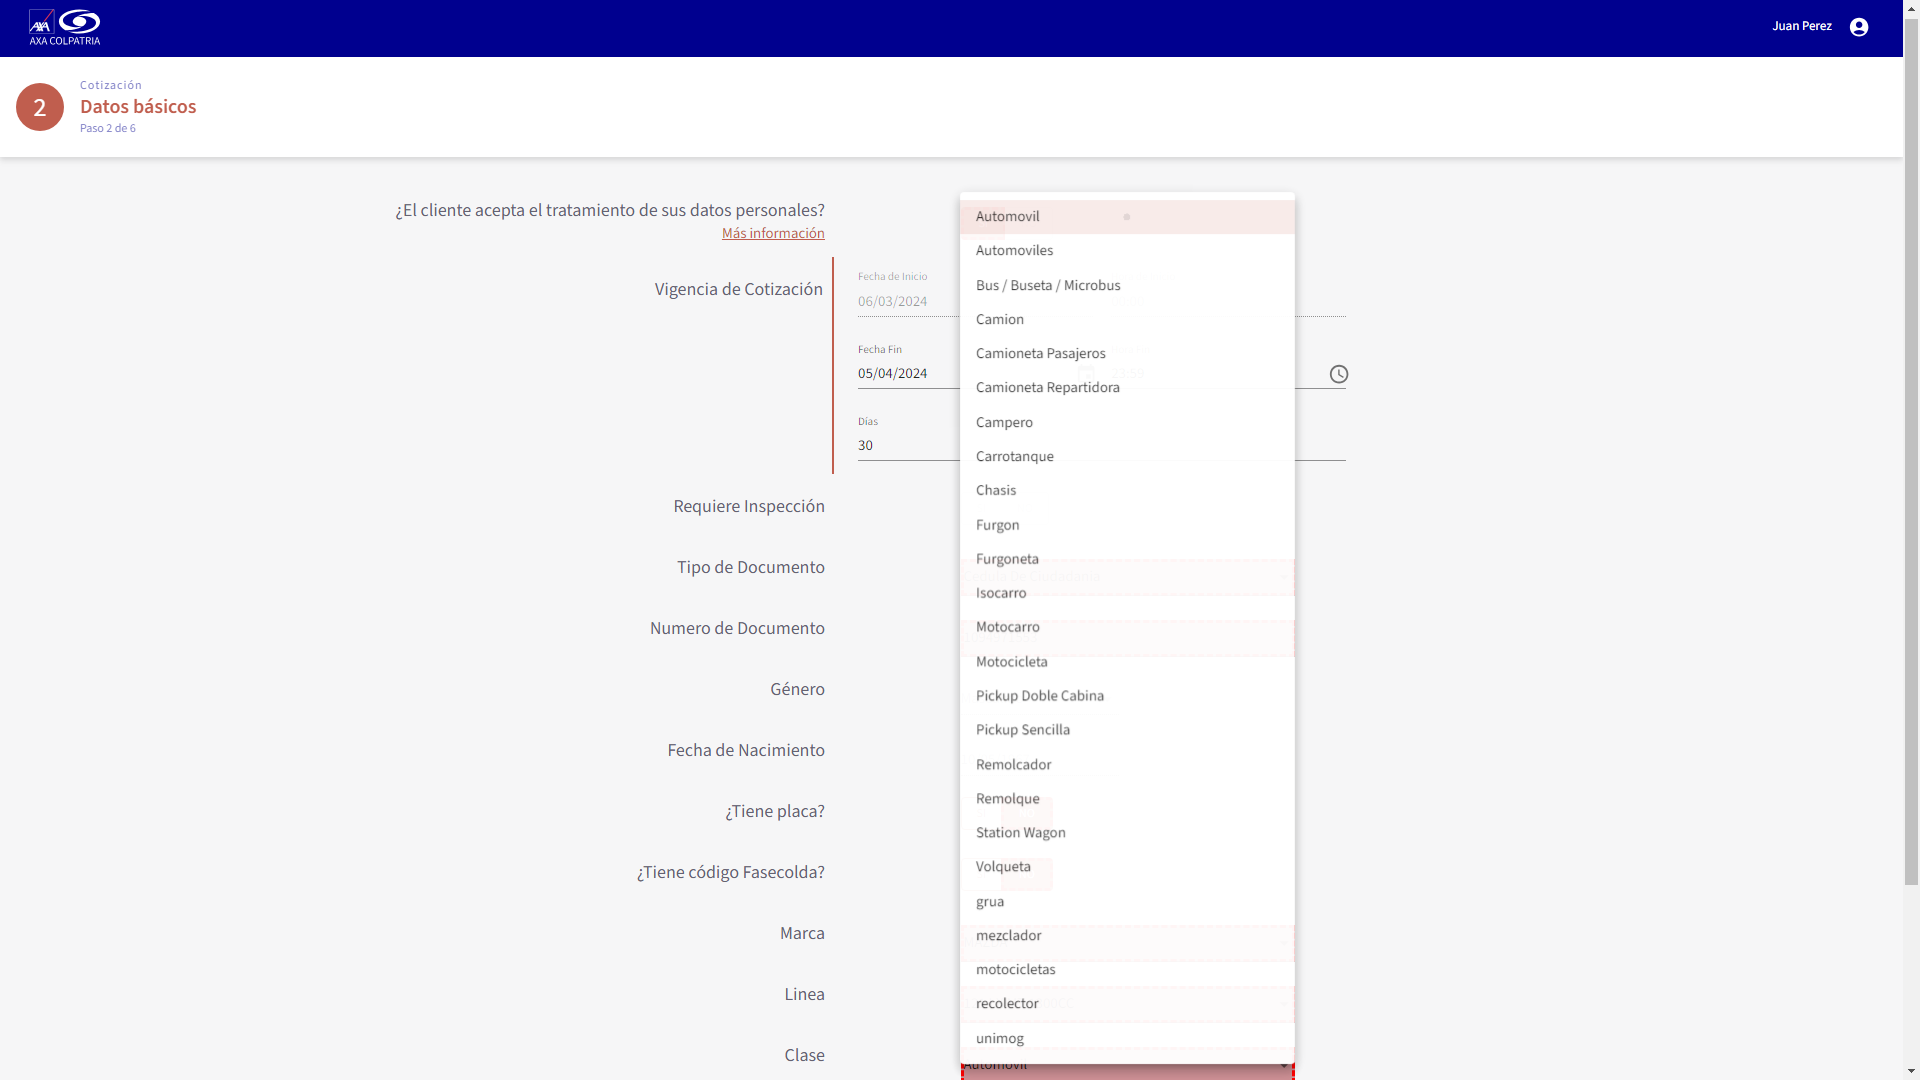 AXA
AXA COLPATRIA
Juan Perez
2
Cotización
Datos básicos
Paso 2 de 6
¿El cliente acepta el tratamiento de sus datos personales?
Más información
Vigencia de Cotización
Fecha de Inicio
06/03/2024
Fecha Fin
05/04/2024
23:59
Días
30
Requiere Inspección
Tipo de Documento
Numero de Documento
Género
Fecha de Nacimiento
¿Tiene placa?
¿Tiene código Fasecolda?
Marca
Linea
Clase
Automovil
Automoviles
Bus / Buseta / Microbus
Camion
Camioneta Pasajeros
Camioneta Repartidora
Campero
Carrotanque
Chasis
Furgon
Furgoneta
Isocarro
Motocarro
Motocicleta
Pickup Doble Cabina
Pickup Sencilla
Remolcador
Remolque
Station Wagon
Volqueta
grua
mezclador
motocicletas
recolector
unimog
Automovil